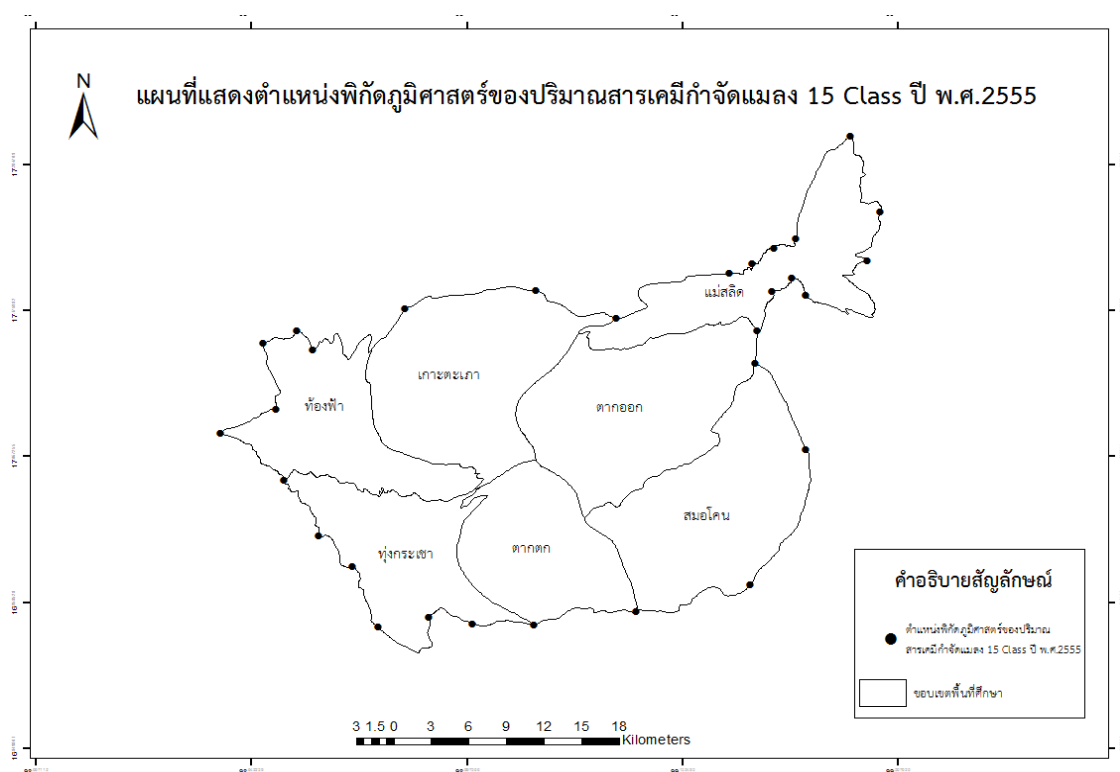 แผนที่แสดงตำแหน่งพิกัดภูมิศาสตร์ของปริมาณสารเคมีกำจัดแมลง 15 Class ปี พ.ศ.2555
N
แม่สลิด
เกาะตะเภา
ท้องฟ้า
ตากออก
สมอโคน
ทุ่งกระเชา
ตากตก
คำอธิบายสัญลักษณ์
ตำแหน่งพิกัดภูมิศาสตร์ของปริมาณ
สารเคมีกำจัดแมลง 15 Class ปี พ.ศ.2555
ขอบเขตพื้นที่ศึกษา
3 1.5 0 3 6 9 12 15 18
Kilometers